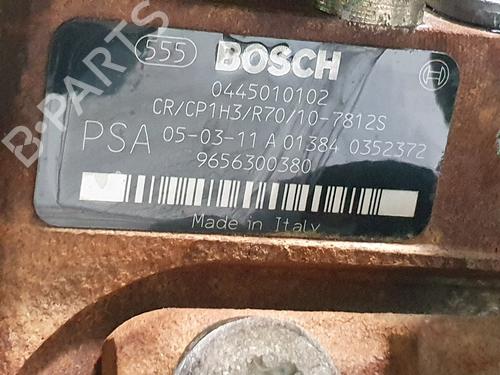 B-PARTS
555 BOSCH
0445010102
CR/CP1H3/R70/10-7812S
PSA 05-03-11 A 01384 0352372
9656300380
Made in Italy